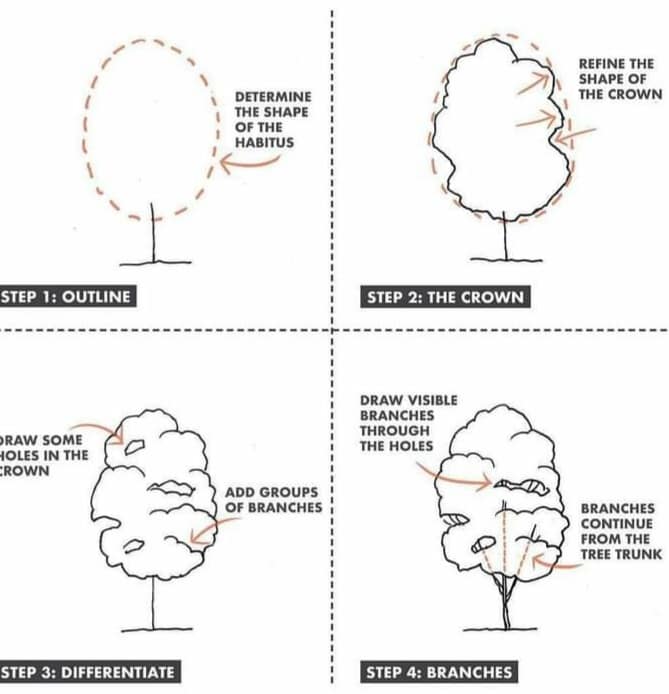 DETERMINE
THE SHAPE
OF THE
HABITUS
STEP 1: OUTLINE
REFINE THE
SHAPE OF
THE CROWN
STEP 2: THE CROWN
DRAW SOME
HOLES IN THE
CROWN
ADD GROUPS
OF BRANCHES
STEP 3: DIFFERENTIATE
DRAW VISIBLE
BRANCHES
THROUGH
THE HOLES
BRANCHES
CONTINUE
FROM THE
TREE TRUNK
STEP 4: BRANCHES